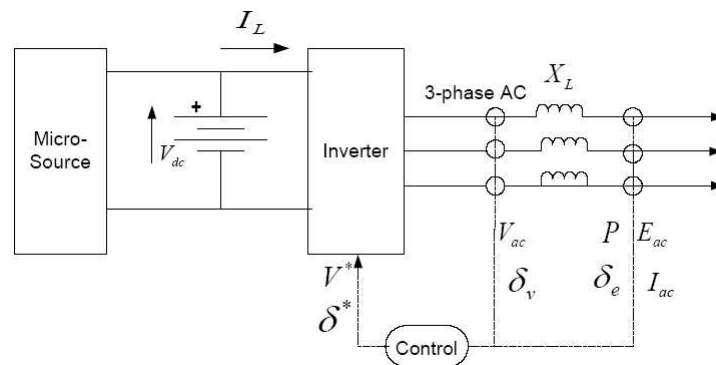 I_L
X_L
3-phase AC
+
Micro-
Source
V_dc
Inverter
V_ac
P
E_ac
V*
δ_v
δ_e
I_ac
δ*
Control